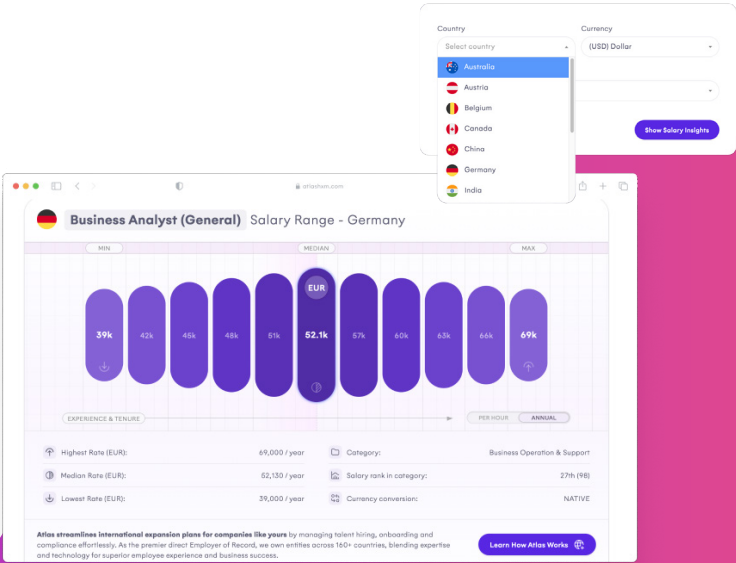 Country
Currency
Select country
(USD) Dollar
Australia
Austria
Belgium
Canada
China
Germany
India
Show Salary Insights
atlashxm.com
Business Analyst (General) Salary Range - Germany
MIN
MEDIAN
MAX
EUR
39k
42k
45k
48k
51k
52.1k
57k
60k
63k
66k
69k
EXPERIENCE & TENURE
PER HOUR
ANNUAL
Highest Rate (EUR):
69,000 / year
Category:
Business Operation & Support
Median Rate (EUR):
52,130 / year
Salary rank in category:
27th (98)
Lowest Rate (EUR):
39,000 / year
Currency conversion:
NATIVE
Atlas streamlines international expansion plans for companies like yours by managing talent hiring, onboarding and
compliance effortlessly. As the premier direct Employer of Record, we own entities across 160+ countries, blending expertise
and technology for superior employee experience and business success.
Learn How Atlas Works